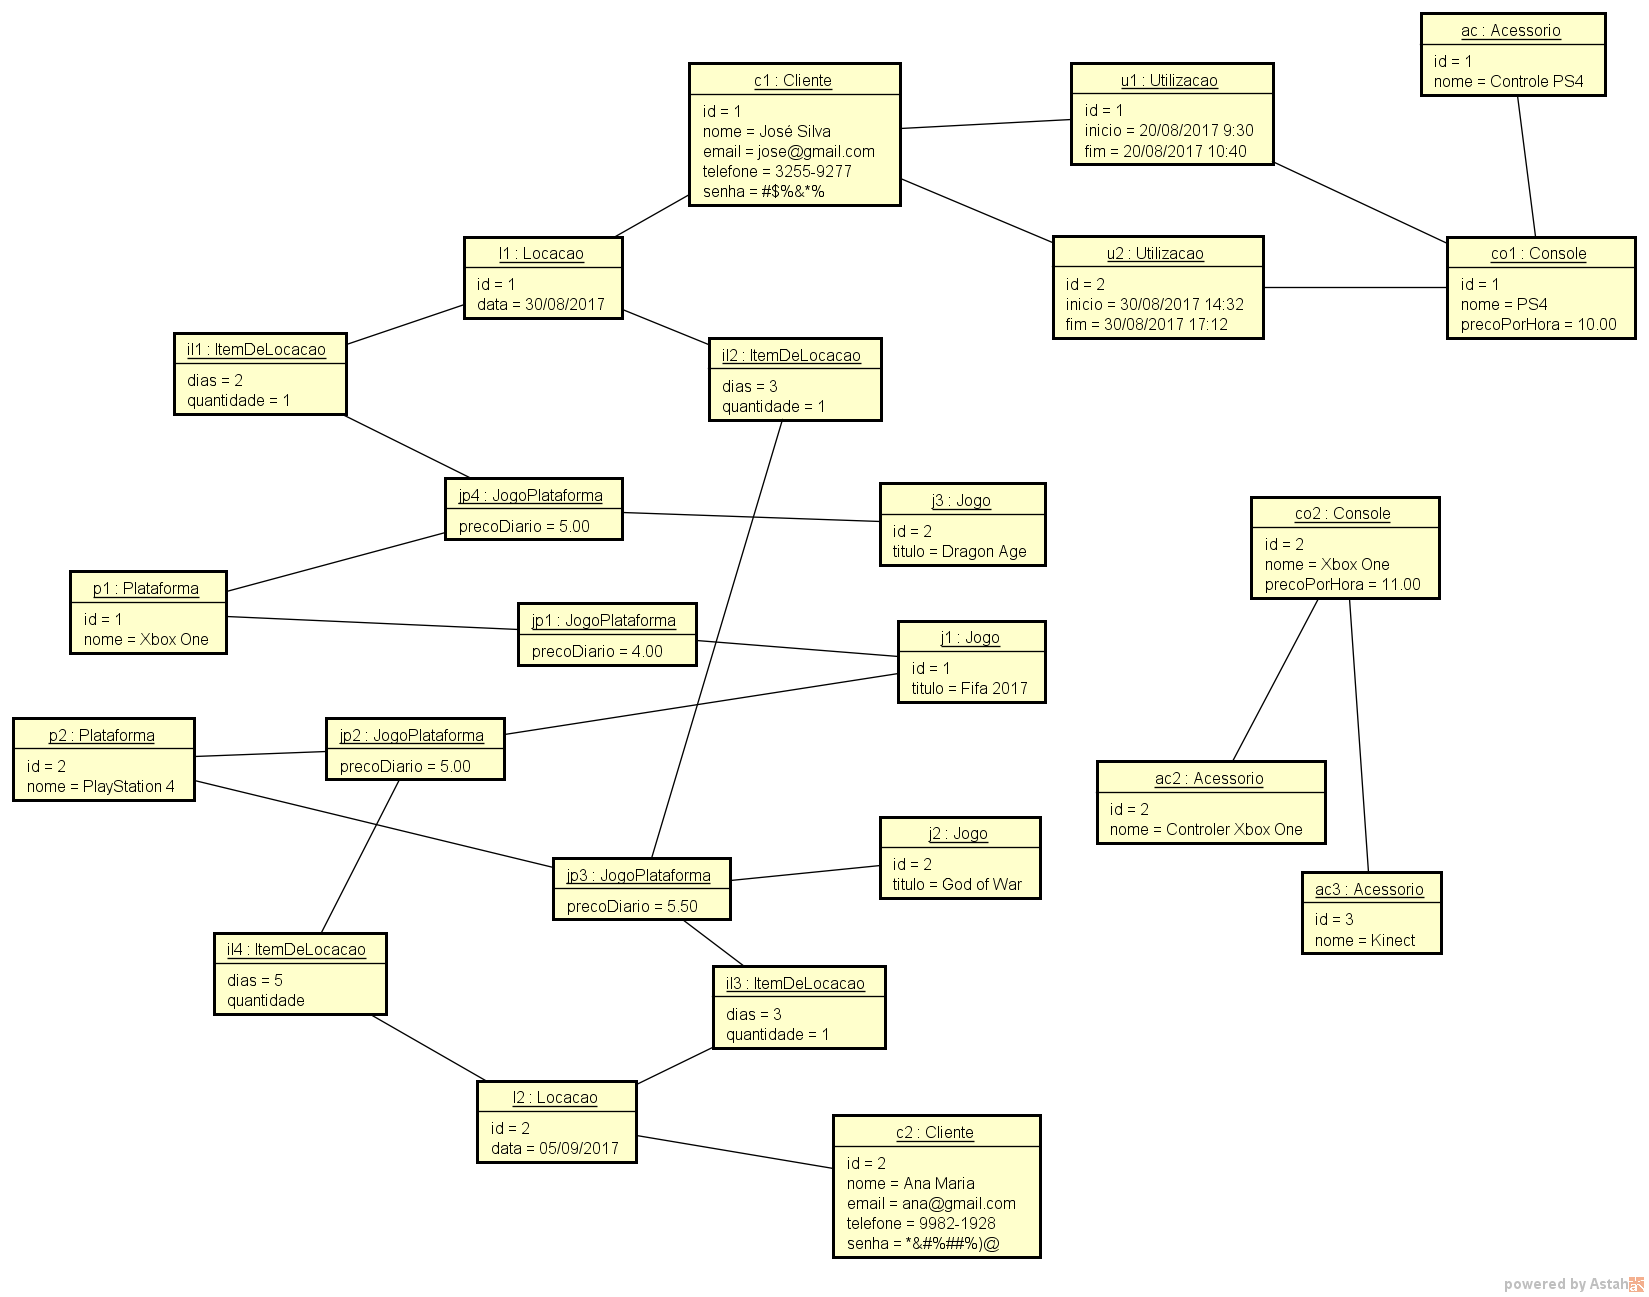 ac : Acessorio
id = 1
nome = Controle PS4
c1 : Cliente
id = 1
nome = José Silva
email = jose@gmail.com
telefone = 3255-9277
senha = #$%&*%
u1 : Utilizacao
id = 1
inicio = 20/08/2017 9:30
fim = 20/08/2017 10:40
l1 : Locacao
id = 1
data = 30/08/2017
u2 : Utilizacao
id = 2
inicio = 30/08/2017 14:32
fim = 30/08/2017 17:12
co1 : Console
id = 1
nome = PS4
precoPorHora = 10.00
il1 : ItemDeLocacao
dias = 2
quantidade = 1
il2 : ItemDeLocacao
dias = 3
quantidade = 1
jp4 : JogoPlataforma
precoDiario = 5.00
j3 : Jogo
id = 2
titulo = Dragon Age
co2 : Console
id = 2
nome = Xbox One
precoPorHora = 11.00
p1 : Plataforma
id = 1
nome = Xbox One
jp1 : JogoPlataforma
precoDiario = 4.00
j1 : Jogo
id = 1
titulo = Fifa 2017
p2 : Plataforma
id = 2
nome = PlayStation 4
jp2 : JogoPlataforma
precoDiario = 5.00
ac2 : Acessorio
id = 2
nome = Controler Xbox One
jp3 : JogoPlataforma
precoDiario = 5.50
j2 : Jogo
id = 2
titulo = God of War
ac3 : Acessorio
id = 3
nome = Kinect
il4 : ItemDeLocacao
dias = 5
quantidade
il3 : ItemDeLocacao
dias = 3
quantidade = 1
l2 : Locacao
id = 2
data = 05/09/2017
c2 : Cliente
id = 2
nome = Ana Maria
email = ana@gmail.com
telefone = 9982-1928
senha = *&#%##%)@
powered by Astah